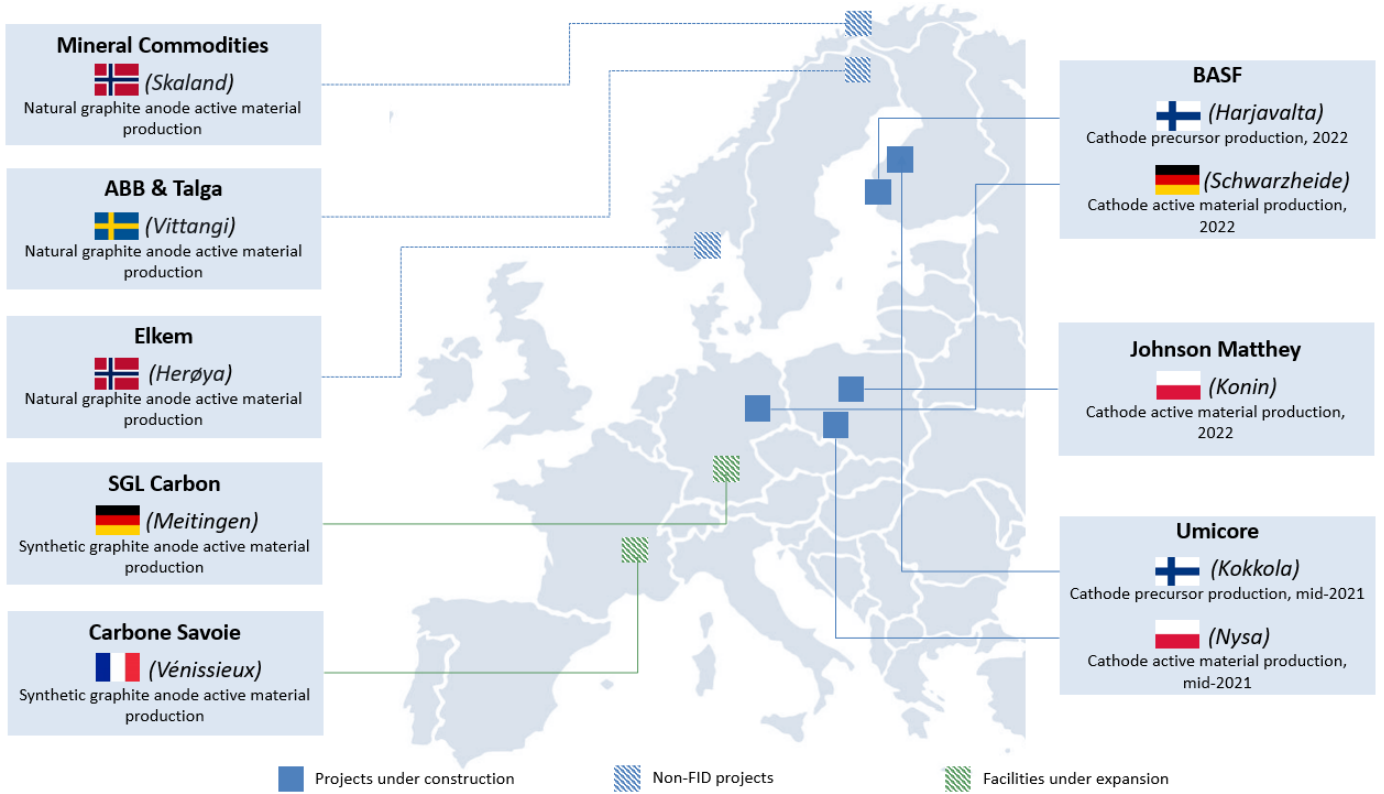 Mineral Commodities
(Skaland)
Natural graphite anode active material
production
ABB & Talga
(Vittangi)
Natural graphite anode active material
production
Elkem
(Herøya)
Natural graphite anode active material
production
SGL Carbon
(Meitingen)
Synthetic graphite anode active material
production
Carbone Savoie
(Vénissieux)
Synthetic graphite anode active material
production
BASF
(Harjavalta)
Cathode precursor production, 2022
(Schwarzheide)
Cathode active material production,
2022
Johnson Matthey
(Konin)
Cathode active material production,
2022
Umicore
(Kokkola)
Cathode precursor production, mid-2021
(Nysa)
Cathode active material production,
mid-2021
Projects under construction
Non-FID projects
Facilities under expansion